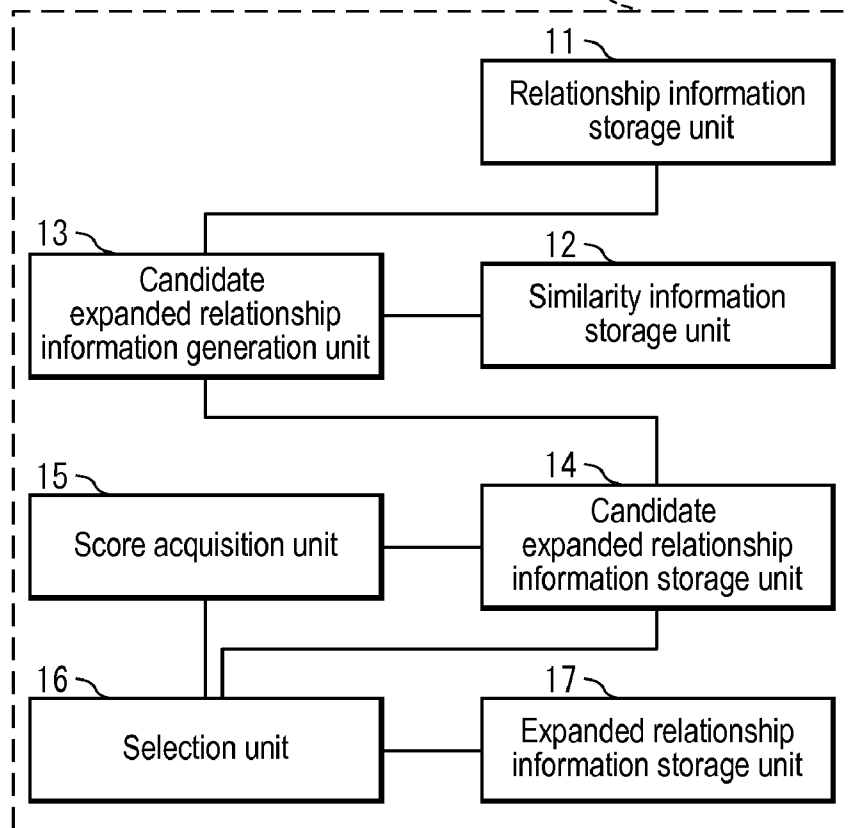 11
Relationship information
storage unit
13
Candidate
expanded relationship
information generation unit
12
Similarity information
storage unit
15
Score acquisition unit
14
Candidate
expanded relationship
information storage unit
16
Selection unit
17
Expanded relationship
information storage unit